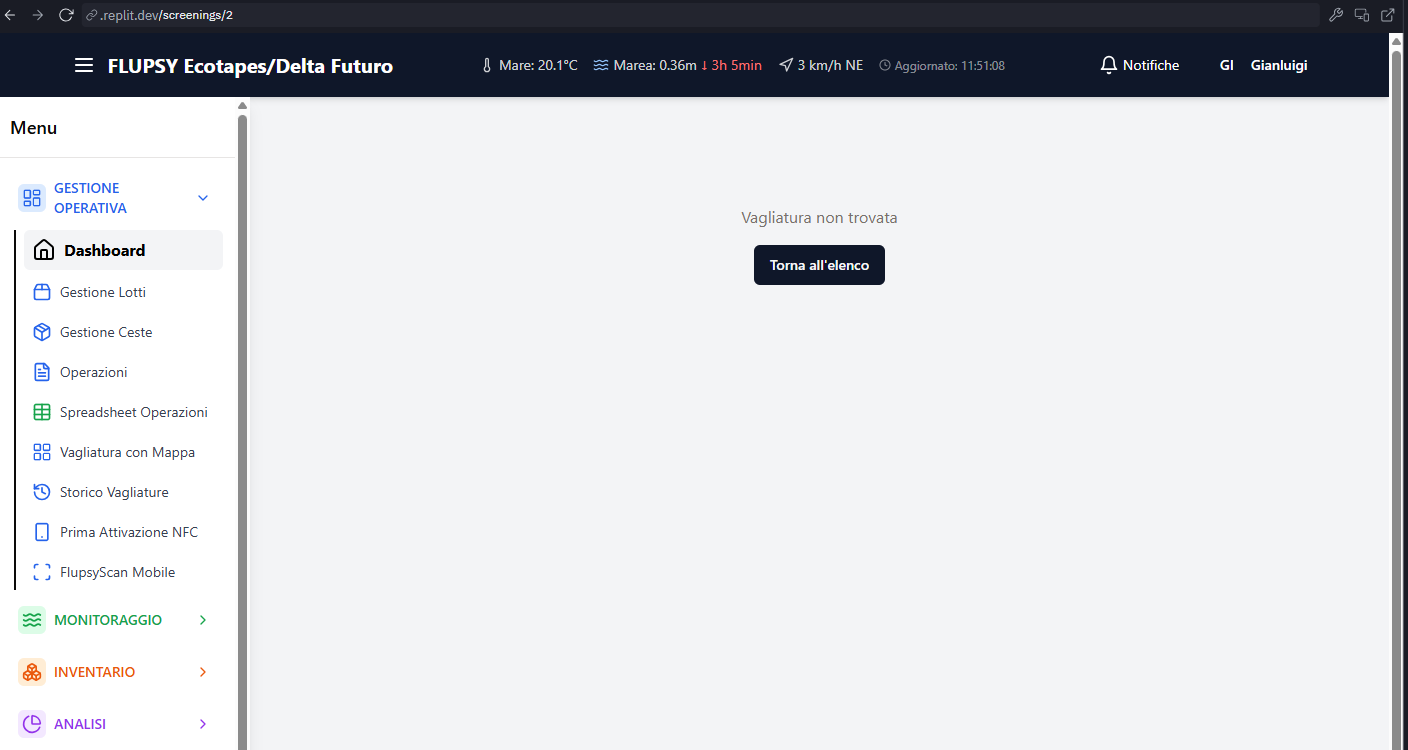 .replit.dev/screenings/2
FLUPSY Ecotapes/Delta Futuro
Mare: 20.1°C
Marea: 0.36m ↓ 3h 5min
3 km/h NE
Aggiornato: 11:51:08
Notifiche
GI
Gianluigi
Menu
GESTIONE
OPERATIVA
Dashboard
Gestione Lotti
Gestione Ceste
Operazioni
Spreadsheet Operazioni
Vagliatura con Mappa
Storico Vagliature
Prima Attivazione NFC
FlupsyScan Mobile
MONITORAGGIO
INVENTARIO
ANALISI
Vagliatura non trovata
Torna all'elenco